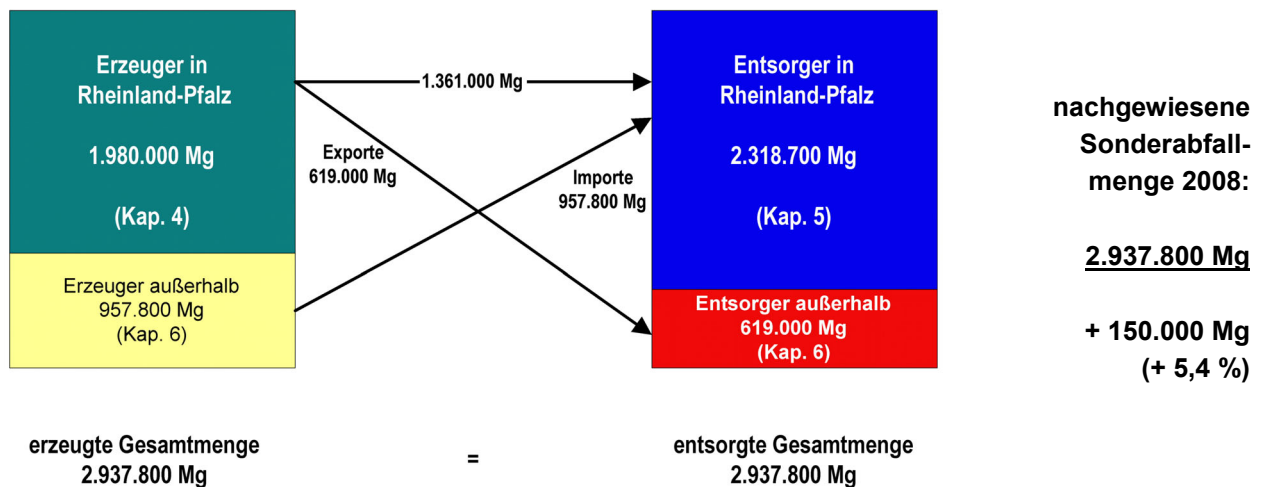 Erzeuger in
Rheinland-Pfalz
1.980.000 Mg
(Kap. 4)
Erzeuger außerhalb
957.800 Mg
(Kap. 6)
1.361.000 Mg
Exporte
619.000 Mg
Importe
957.800 Mg
Entsorger in
Rheinland-Pfalz
2.318.700 Mg
(Kap. 5)
Entsorger außerhalb
619.000 Mg
(Kap. 6)
nachgewiesene
Sonderabfall-
menge 2008:
2.937.800 Mg
+ 150.000 Mg
(+ 5,4 %)
erzeugte Gesamtmenge
2.937.800 Mg
=
entsorgte Gesamtmenge
2.937.800 Mg